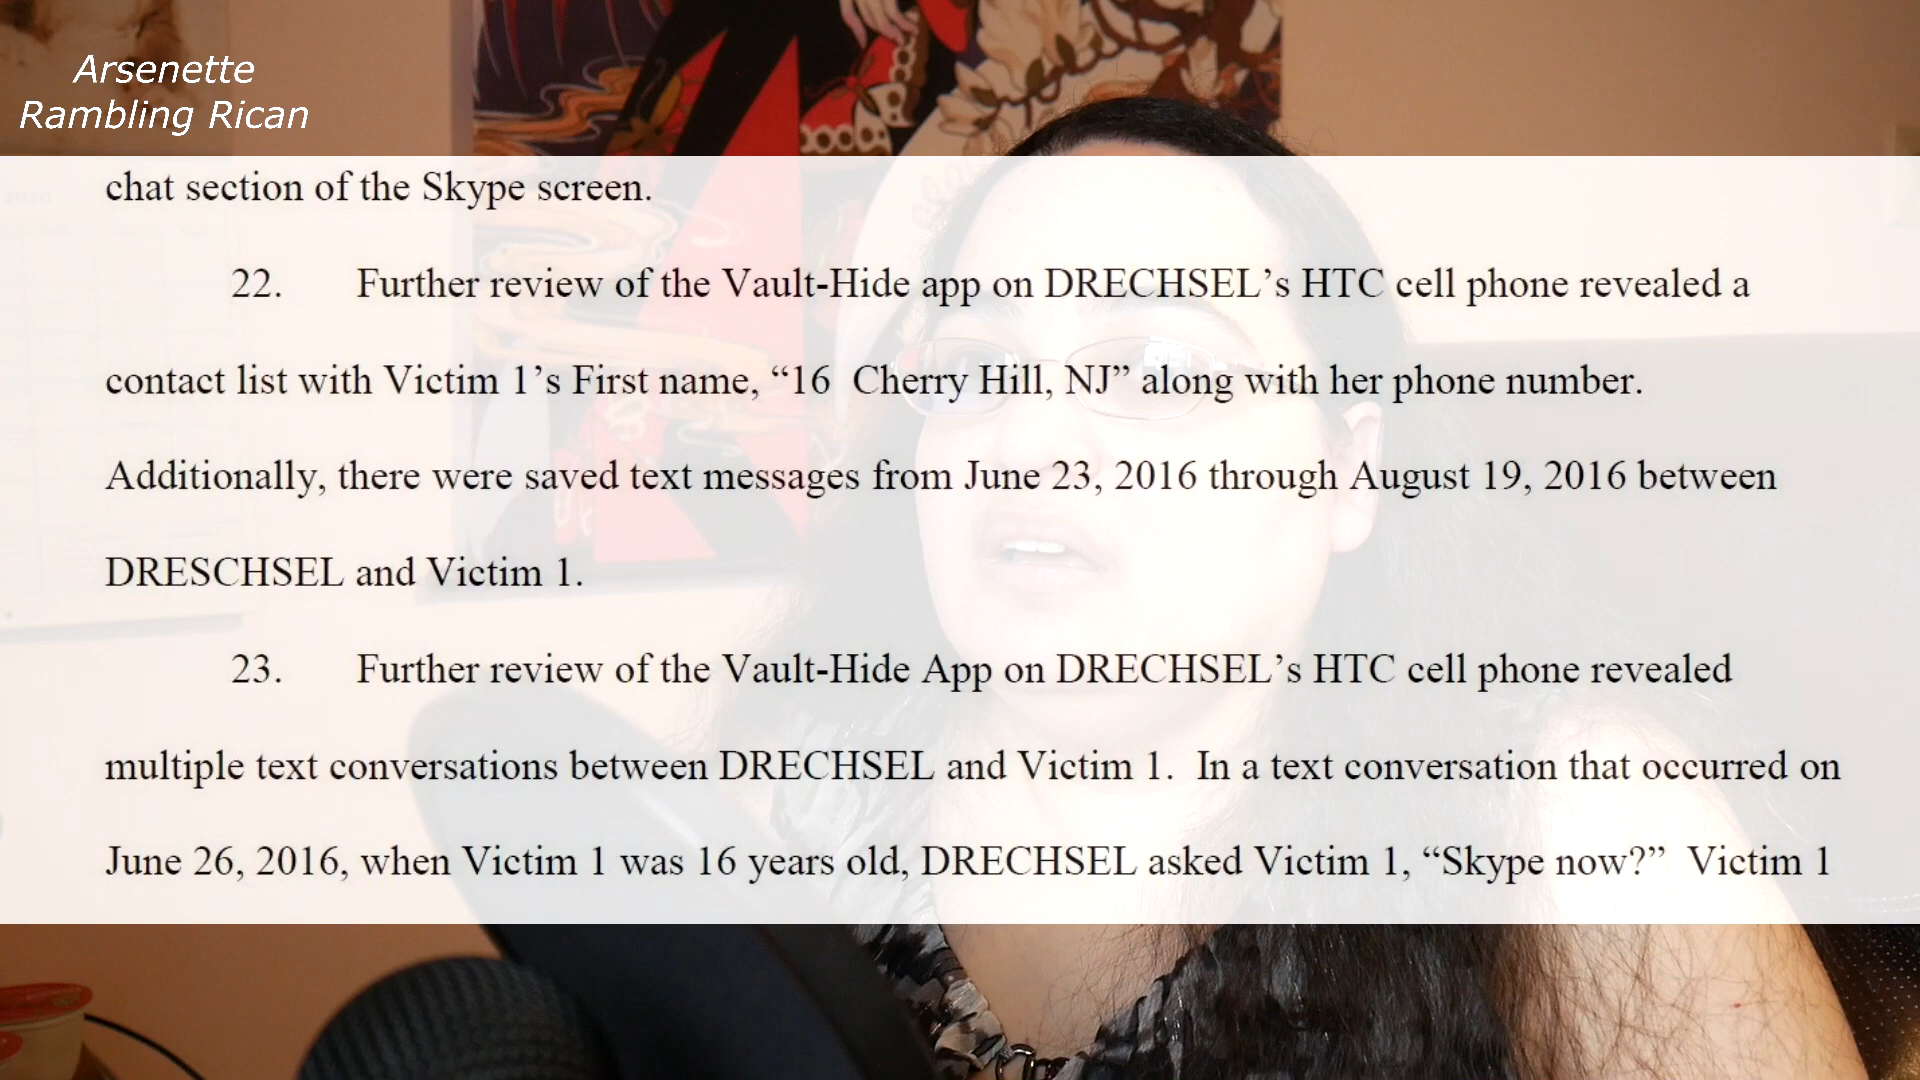 Arsenette
Rambling Rican
chat section of the Skype screen.
22. Further review of the Vault-Hide app on DRECHSEL’s HTC cell phone revealed a
contact list with Victim 1’s First name, “16  Cherry Hill, NJ” along with her phone number.
Additionally, there were saved text messages from June 23, 2016 through August 19, 2016 between
DRESCHSEL and Victim 1.
23. Further review of the Vault-Hide App on DRECHSEL’s HTC cell phone revealed
multiple text conversations between DRECHSEL and Victim 1.  In a text conversation that occurred on
June 26, 2016, when Victim 1 was 16 years old, DRECHSEL asked Victim 1, “Skype now?”  Victim 1